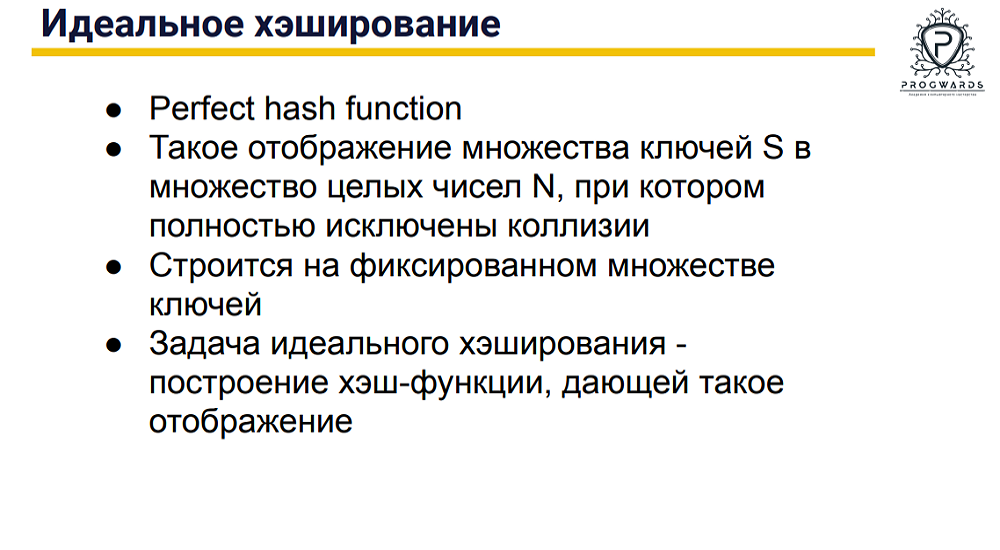 Идеальное хэширование
PROGWARDS
● Perfect hash function
● Такое отображение множества ключей S в
множество целых чисел N, при котором
полностью исключены коллизии
● Строится на фиксированном множестве
ключей
● Задача идеального хэширования -
построение хэш-функции, дающей такое
отображение